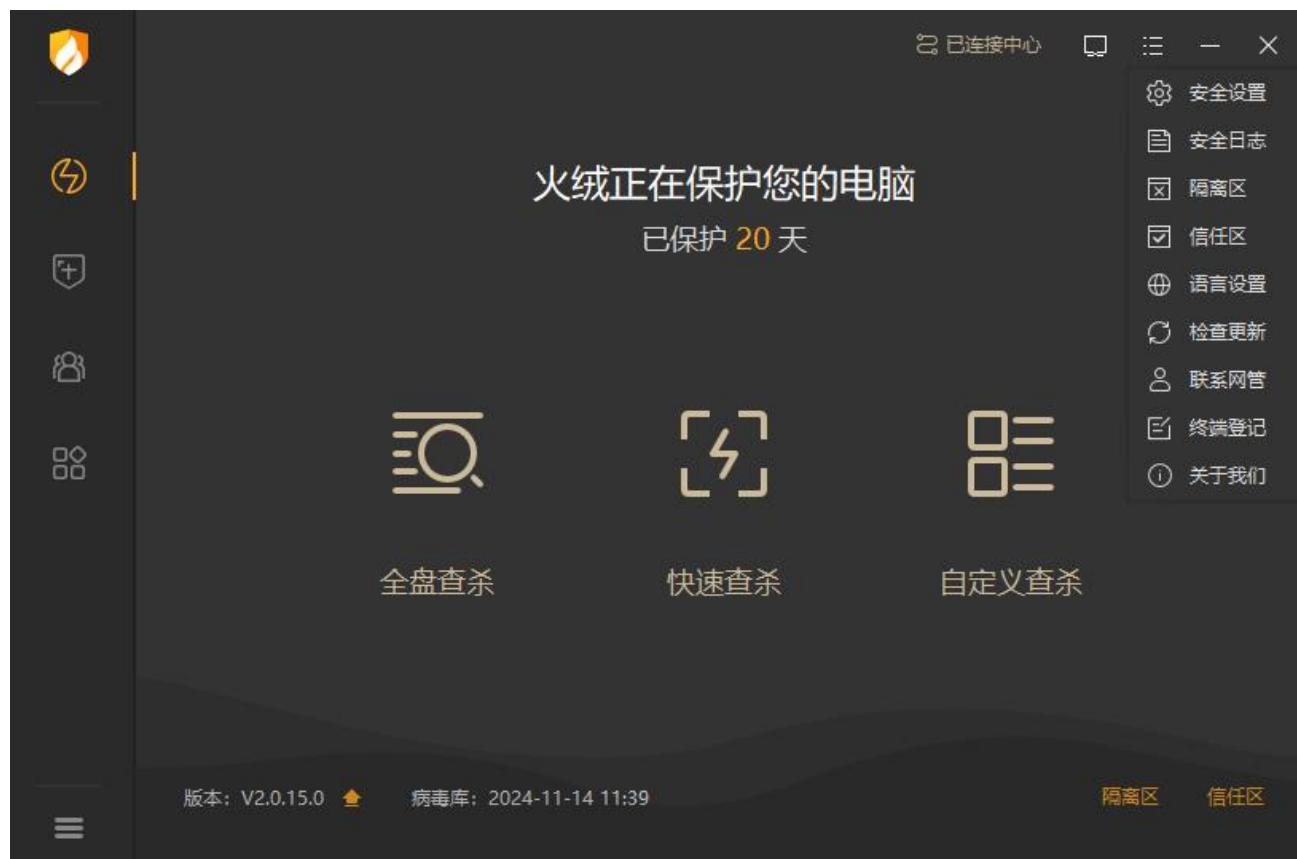 已连接中心
安全设置
安全日志
隔离区
信任区
语言设置
检查更新
联系网管
终端登记
关于我们
火绒正在保护您的电脑
已保护 20 天
全盘查杀
快速查杀
自定义查杀
版本：V2.0.15.0
病毒库：2024-11-14 11:39
隔离区
信任区